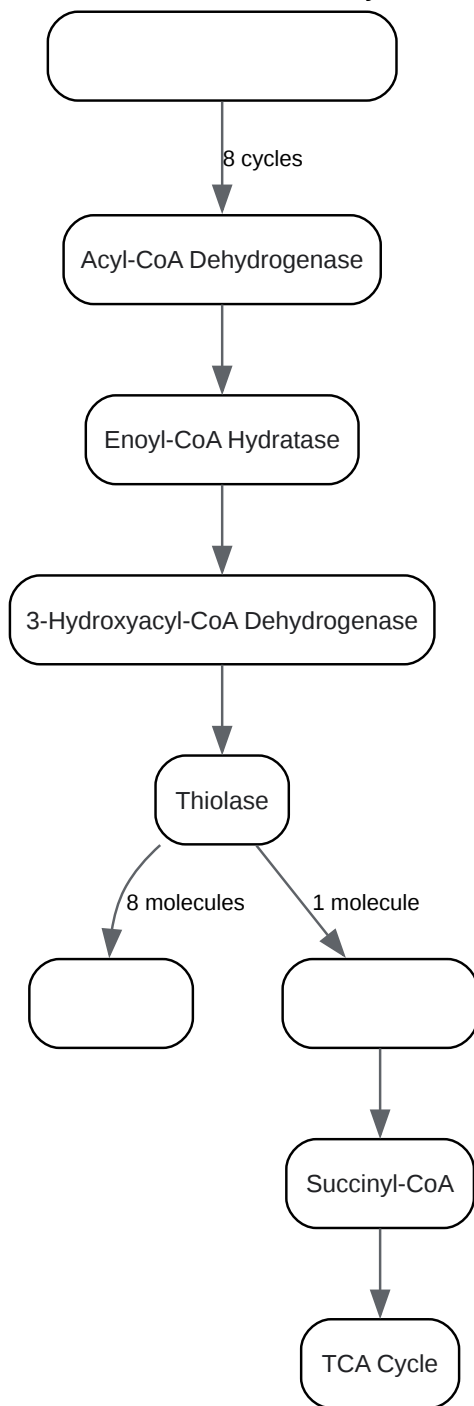 8 cycles
Acyl-CoA Dehydrogenase
Enoyl-CoA Hydratase
3-Hydroxyacyl-CoA Dehydrogenase
Thiolase
8 molecules
1 molecule
Succinyl-CoA
TCA Cycle